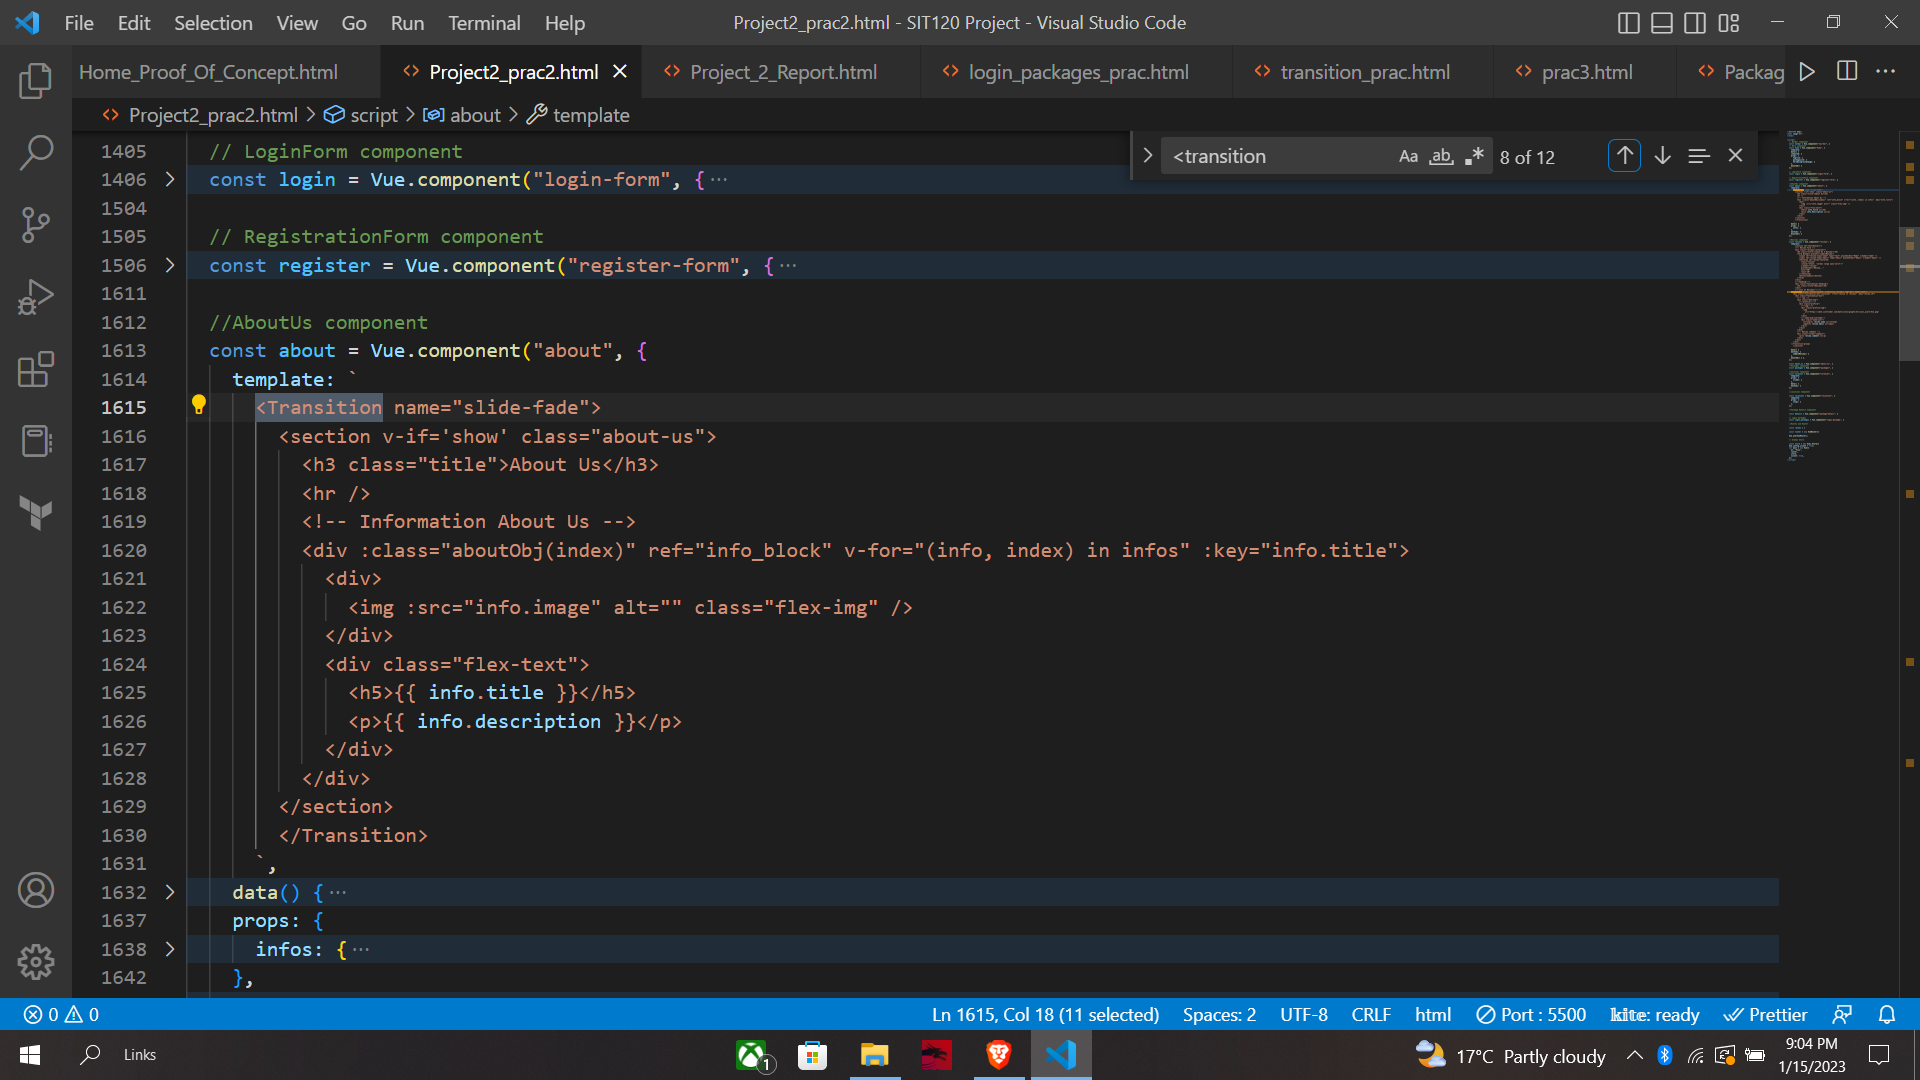 File Edit Selection View Go Run Terminal Help Project2_prac2.html - SIT120 Project - Visual Studio Code
Home_Proof_Of_Concept.html Project2_prac2.html Project_2_Report.html login_packages_prac.html transition_prac.html prac3.html Packag
Project2_prac2.html > script > about > template
<transition Aa ab 8 of 12
1405 // LoginForm component
1406 const login = Vue.component("login-form", {···
1504
1505 // RegistrationForm component
1506 const register = Vue.component("register-form", {···
1611
1612 //AboutUs component
1613 const about = Vue.component("about", {
1614 template: `
1615 <Transition name="slide-fade">
1616 <section v-if='show' class="about-us">
1617 <h3 class="title">About Us</h3>
1618 <hr />
1619 <!-- Information About Us -->
1620 <div :class="aboutObj(index)" ref="info_block" v-for="(info, index) in infos" :key="info.title">
1621 <div>
1622 <img :src="info.image" alt="" class="flex-img" />
1623 </div>
1624 <div class="flex-text">
1625 <h5>{{ info.title }}</h5>
1626 <p>{{ info.description }}</p>
1627 </div>
1628 </div>
1629 </section>
1630 </Transition>
1631 `,
1632 data() {···
1637 props: {
1638 infos: {···
1642 },
0 0 Ln 1615, Col 18 (11 selected) Spaces: 2 UTF-8 CRLF html Port : 5500 kite: ready Prettier
Links 1 17°C Partly cloudy 9:04 PM
1/15/2023